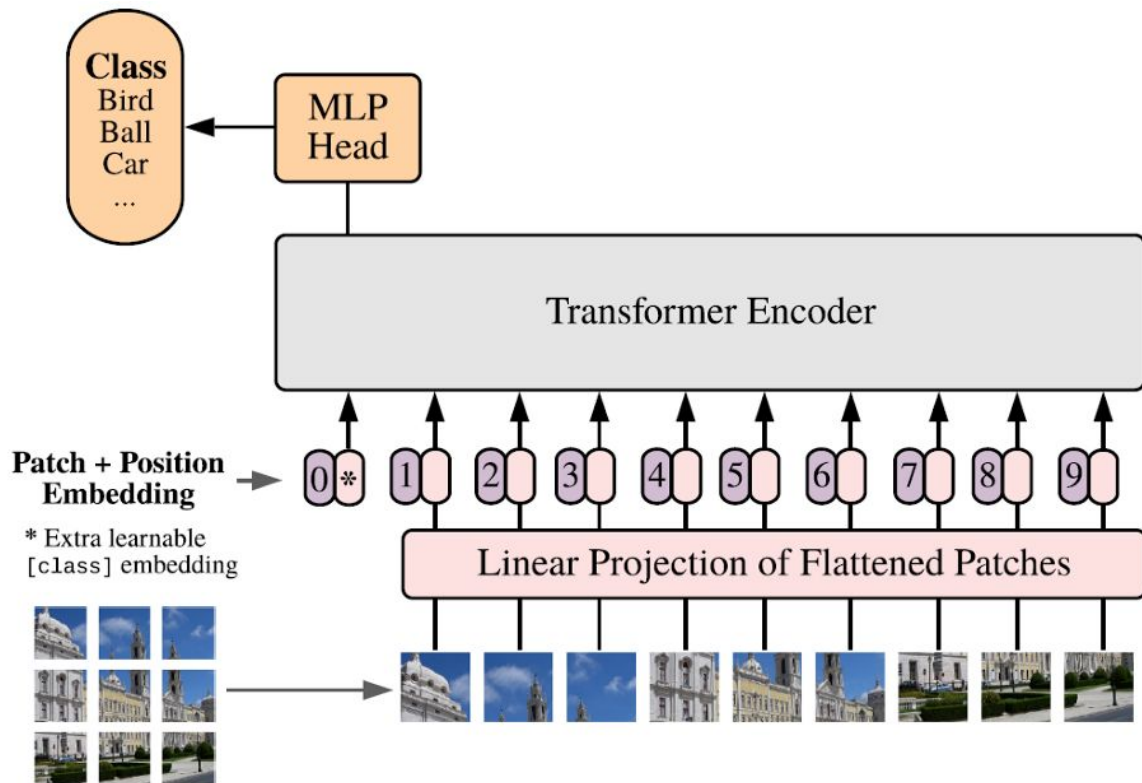 Class
Bird
Ball
Car
...
MLP
Head
Transformer Encoder
Patch + Position
Embedding
* Extra learnable
[class] embedding
0 * 1 2 3 4 5 6 7 8 9
Linear Projection of Flattened Patches